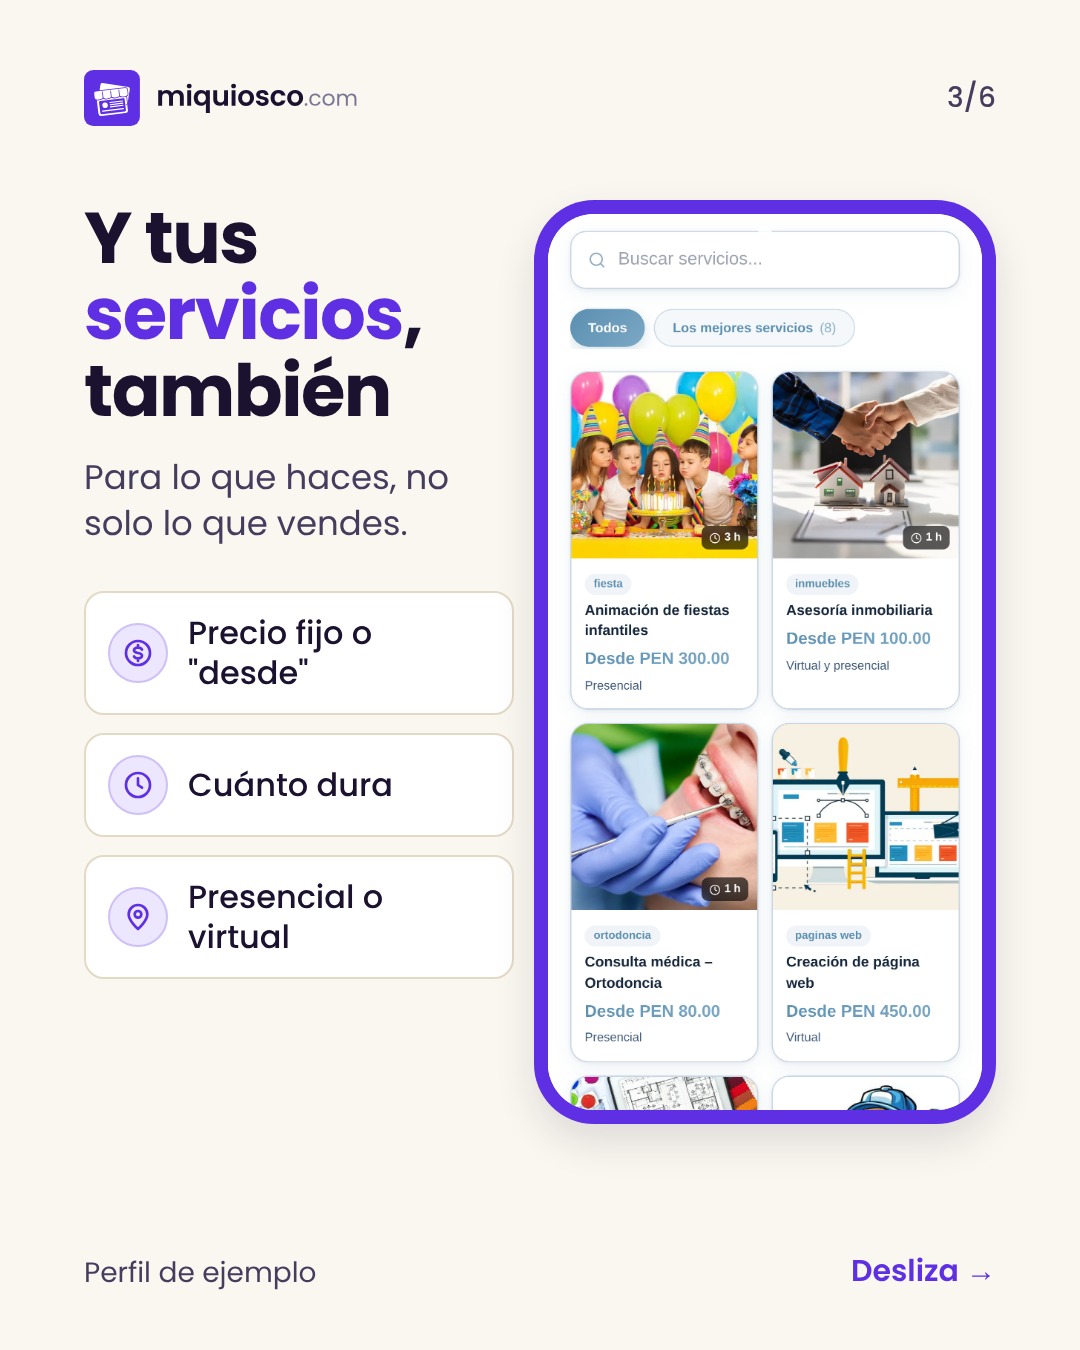 miquiosco.com
3/6
Y tus
servicios,
también
Para lo que haces, no
solo lo que vendes.
Precio fijo o
"desde"
Cuánto dura
Presencial o
virtual
Buscar servicios...
Todos
Los mejores servicios (8)
3 h
fiesta
Animación de fiestas
infantiles
Desde PEN 300.00
Presencial
1 h
inmuebles
Asesoría inmobiliaria
Desde PEN 100.00
Virtual y presencial
1 h
ortodoncia
Consulta médica –
Ortodoncia
Desde PEN 80.00
Presencial
paginas web
Creación de página
web
Desde PEN 450.00
Virtual
Perfil de ejemplo
Desliza →